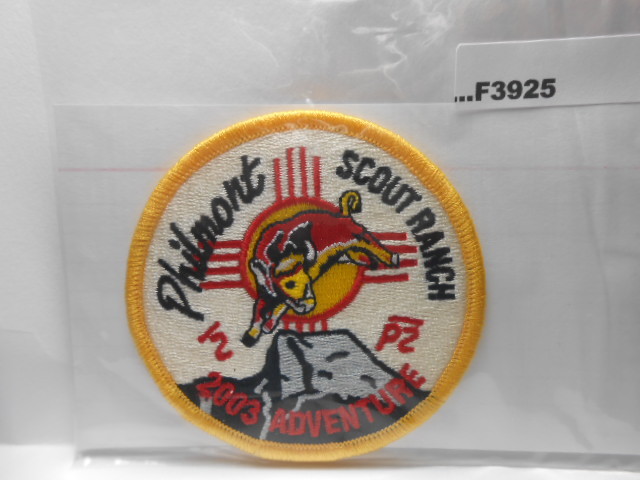 ...F3925
Philmont
SCOUT RANCH
2003 ADVENTURE